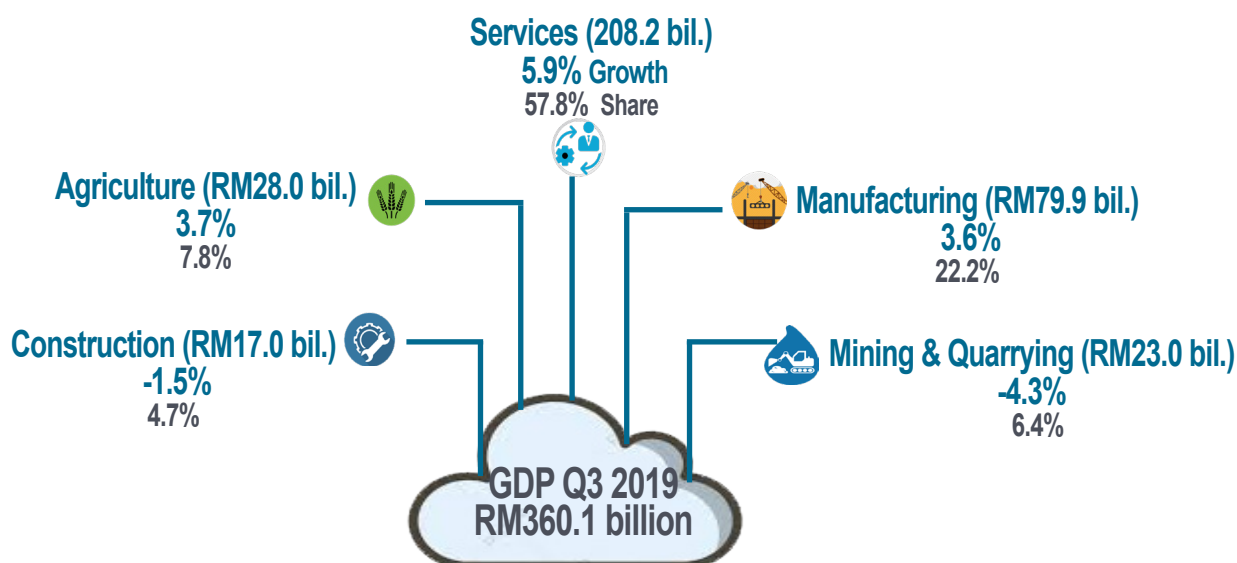 Services (208.2 bil.)
5.9% Growth
57.8% Share
Agriculture (RM28.0 bil.)
3.7%
7.8%
Manufacturing (RM79.9 bil.)
3.6%
22.2%
Construction (RM17.0 bil.)
-1.5%
4.7%
Mining & Quarrying (RM23.0 bil.)
-4.3%
6.4%
GDP Q3 2019
RM360.1 billion